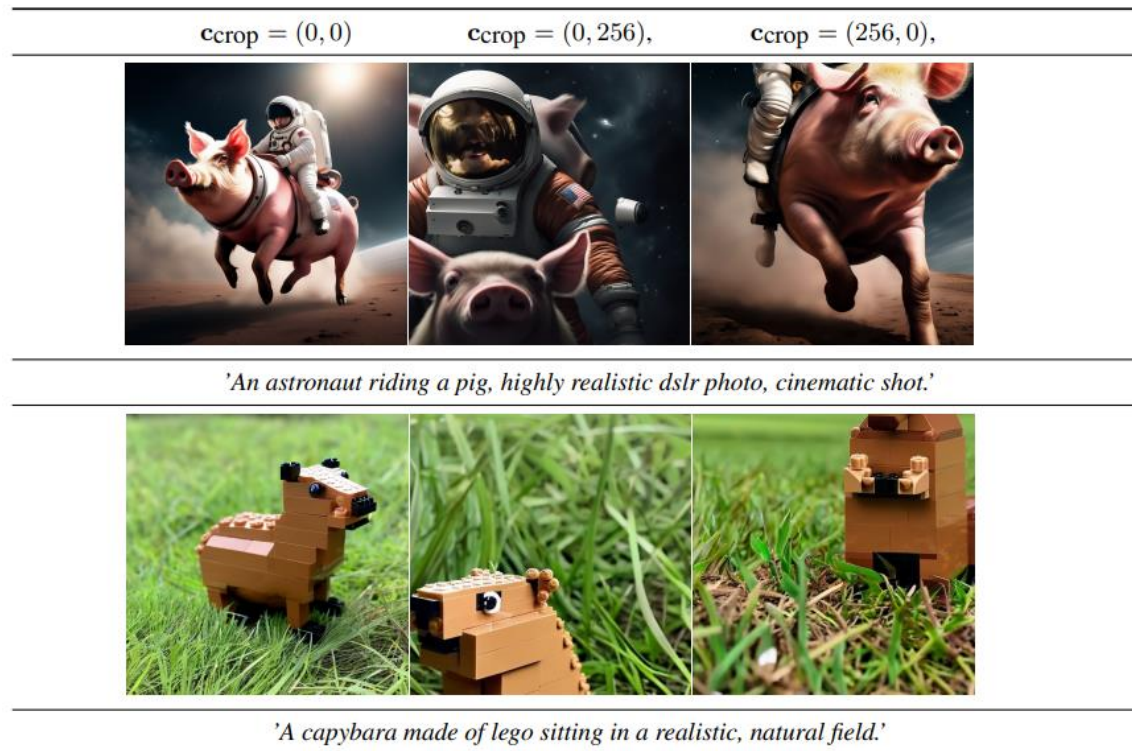 c_crop = (0, 0) c_crop = (0, 256), c_crop = (256, 0),
'An astronaut riding a pig, highly realistic dslr photo, cinematic shot.'
'A capybara made of lego sitting in a realistic, natural field.'